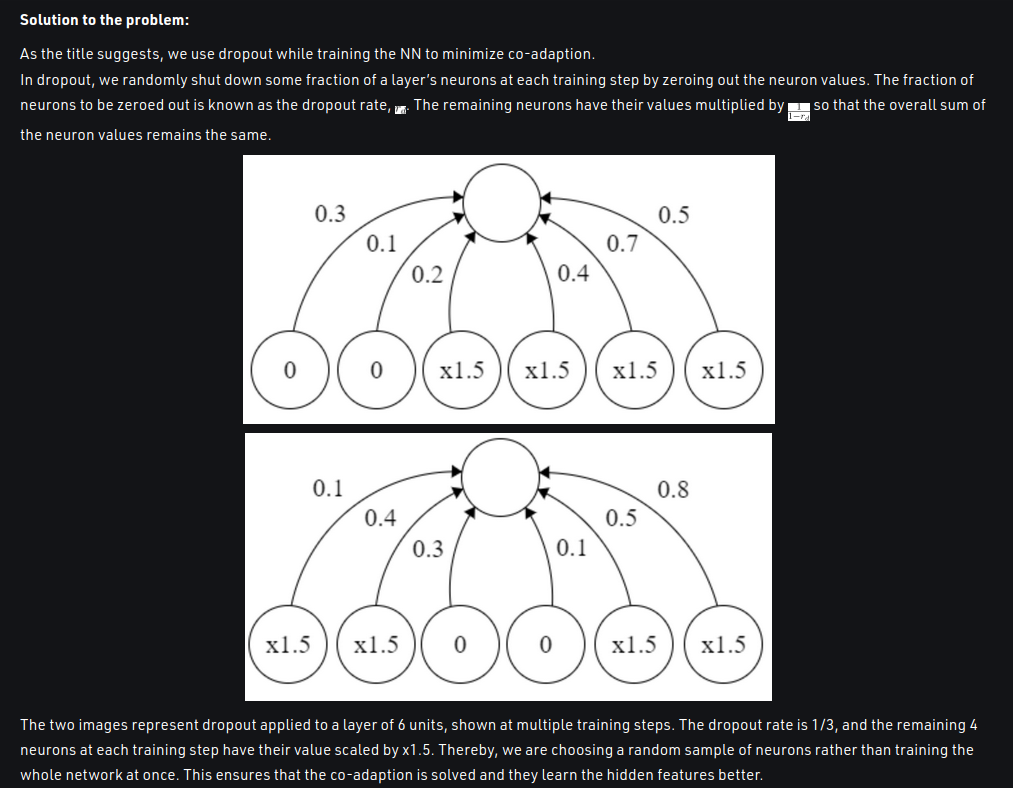 Solution to the problem:
As the title suggests, we use dropout while training the NN to minimize co-adaption.
In dropout, we randomly shut down some fraction of a layer's neurons at each training step by zeroing out the neuron values. The fraction of
neurons to be zeroed out is known as the dropout rate, . The remaining neurons have their values multiplied by 1/1−r_d so that the overall sum of
the neuron values remains the same.
0.3
0.5
0.1
0.7
0.2
0.4
0
0
x1.5
x1.5
x1.5
x1.5
0.1
0.8
0.4
0.5
0.3
0.1
x1.5
x1.5
0
0
x1.5
x1.5
The two images represent dropout applied to a layer of 6 units, shown at multiple training steps. The dropout rate is 1/3, and the remaining 4
neurons at each training step have their value scaled by x1.5. Thereby, we are choosing a random sample of neurons rather than training the
whole network at once. This ensures that the co-adaption is solved and they learn the hidden features better.